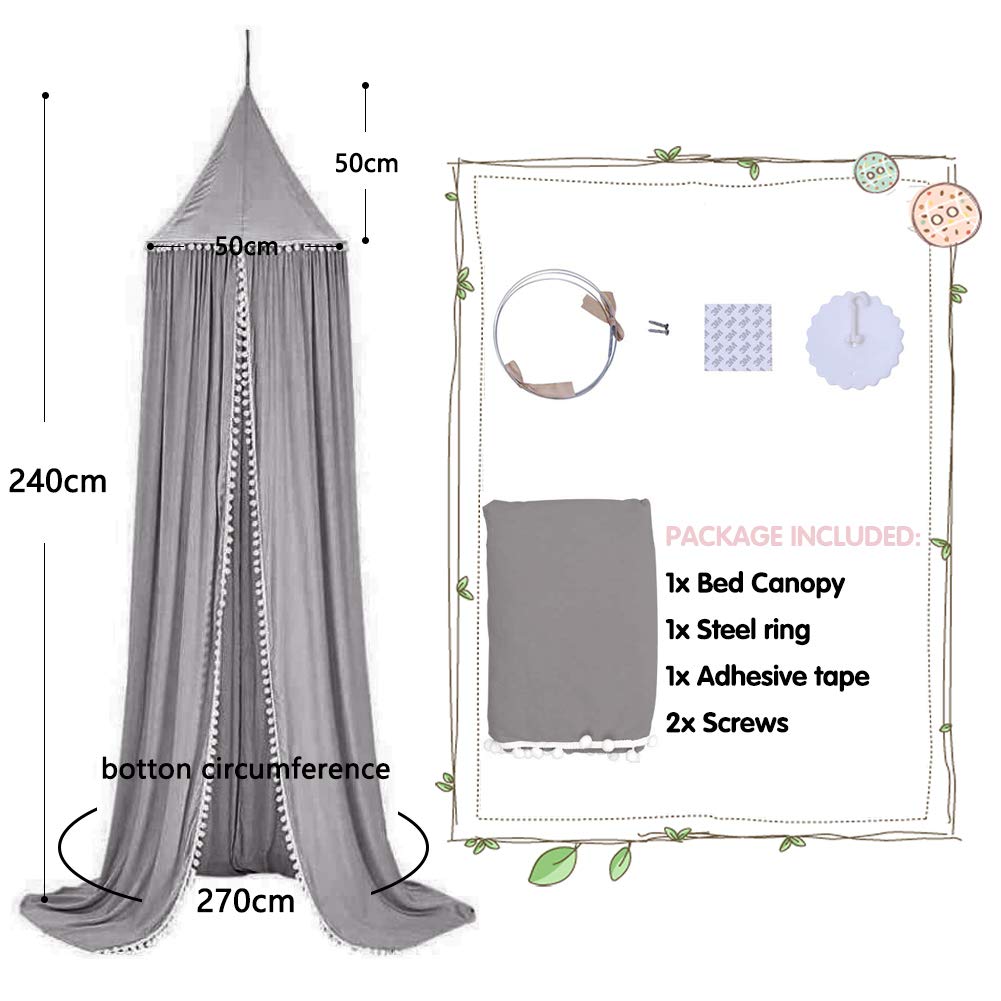 50cm
50cm
240cm
botton circumference
270cm
3M
PACKAGE INCLUDED:
1x Bed Canopy
1x Steel ring
1x Adhesive tape
2x Screws